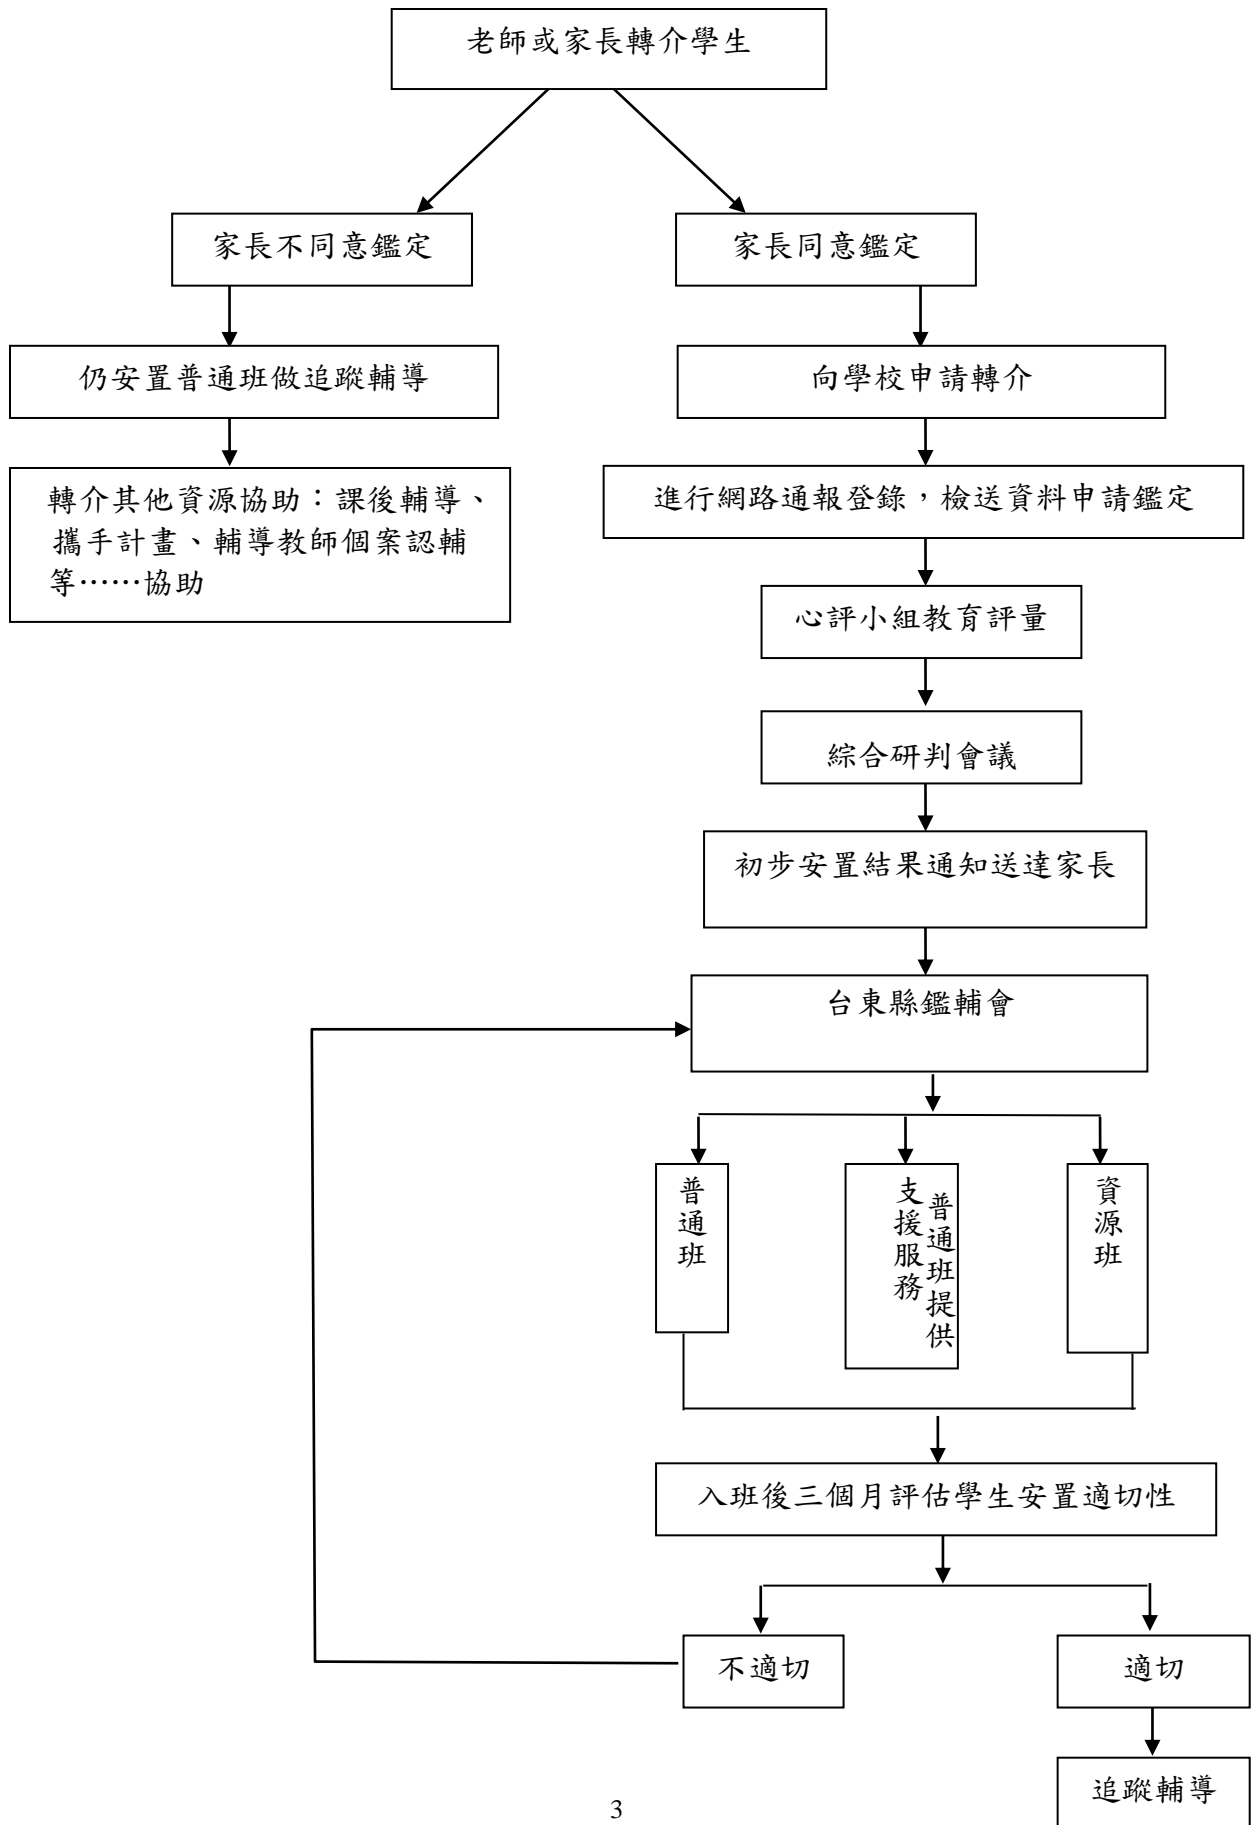 老師或家長轉介學生
家長不同意鑑定
家長同意鑑定
仍安置普通班做追蹤輔導
向學校申請轉介
轉介其他資源協助：課後輔導、
攜手計畫、輔導教師個案認輔
等……協助
進行網路通報登錄，檢送資料申請鑑定
心評小組教育評量
綜合研判會議
初步安置結果通知送達家長
台東縣鑑輔會
普通班
普通班提供
支援服務
資源班
入班後三個月評估學生安置適切性
不適切
適切
追蹤輔導
3